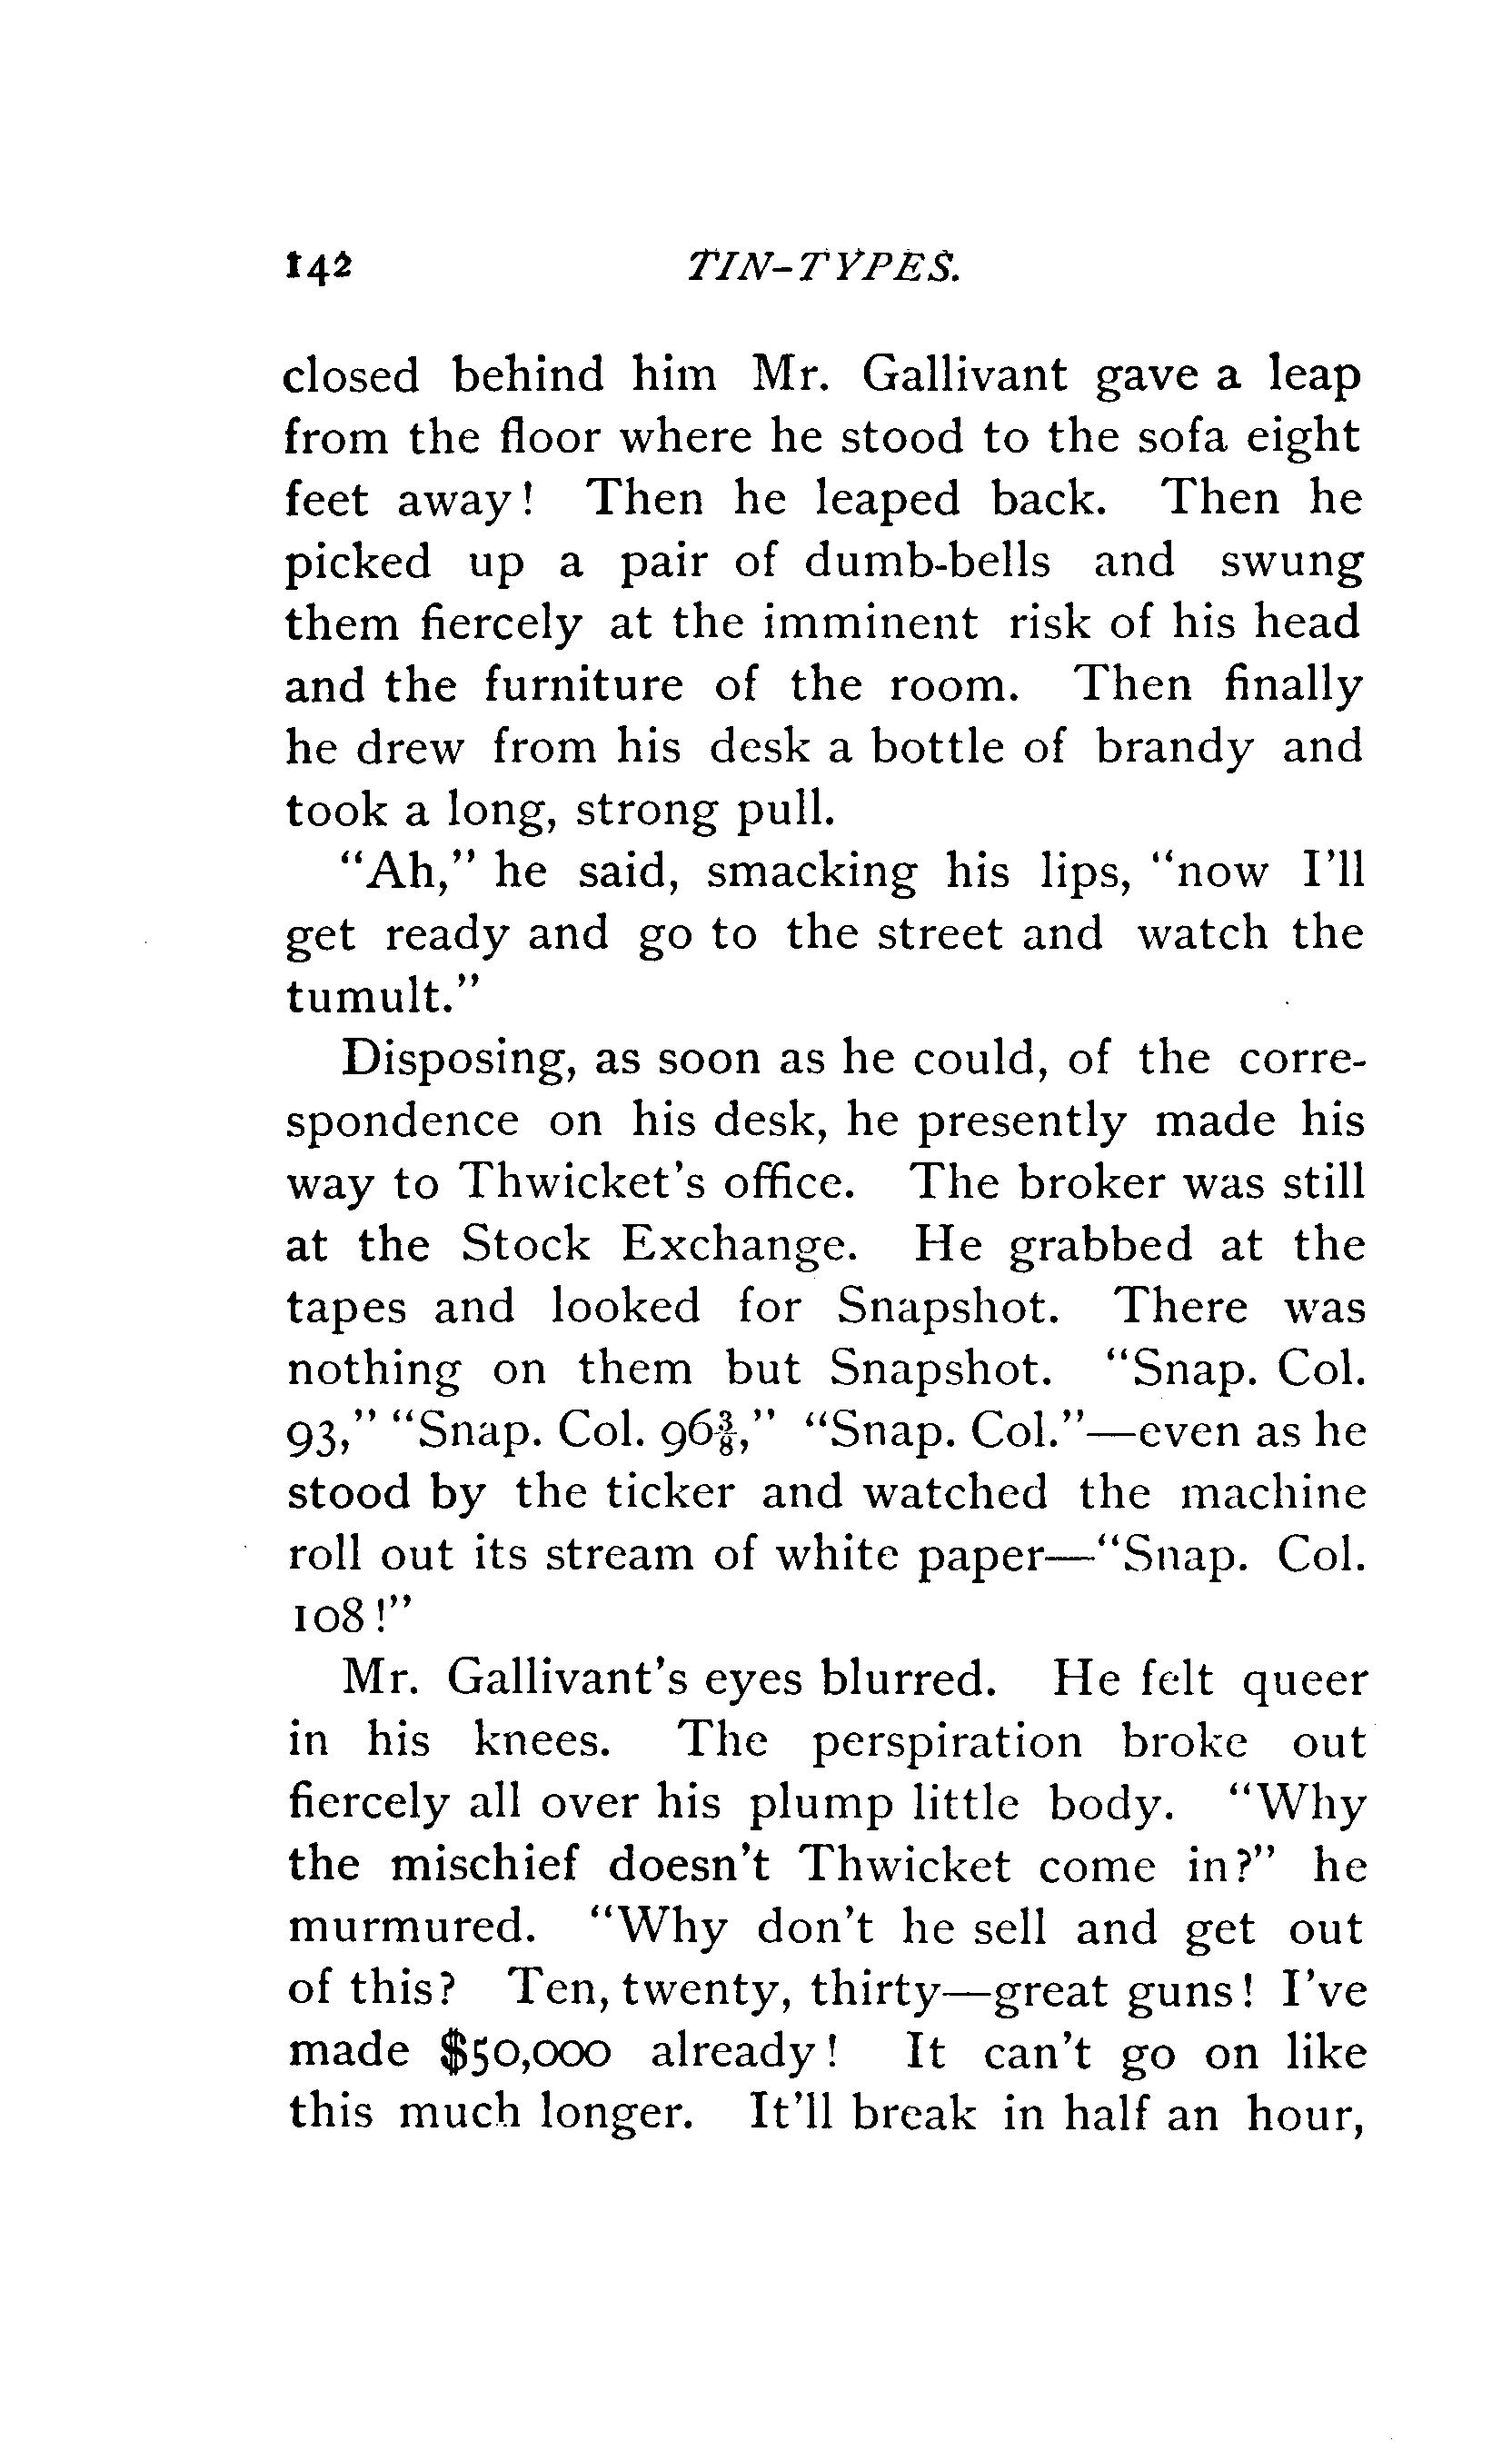 142 TIN-TYPES.
closed behind him Mr. Gallivant gave a leap
from the floor where he stood to the sofa eight
feet away! Then he leaped back. Then he
picked up a pair of dumb-bells and swung
them fiercely at the imminent risk of his head
and the furniture of the room. Then finally
he drew from his desk a bottle of brandy and
took a long, strong pull.
“Ah,” he said, smacking his lips, “now I’ll
get ready and go to the street and watch the
tumult.”
Disposing, as soon as he could, of the corre-
spondence on his desk, he presently made his
way to Thwicket’s office. The broker was still
at the Stock Exchange. He grabbed at the
tapes and looked for Snapshot. There was
nothing on them but Snapshot. “Snap. Col.
93,” “Snap. Col. 96⅜,” “Snap. Col.”—even as he
stood by the ticker and watched the machine
roll out its stream of white paper—“Snap. Col.
108!”
Mr. Gallivant’s eyes blurred. He felt queer
in his knees. The perspiration broke out
fiercely all over his plump little body. “Why
the mischief doesn’t Thwicket come in?” he
murmured. “Why don’t he sell and get out
of this? Ten, twenty, thirty—great guns! I’ve
made $50,000 already! It can’t go on like
this much longer. It’ll break in half an hour,